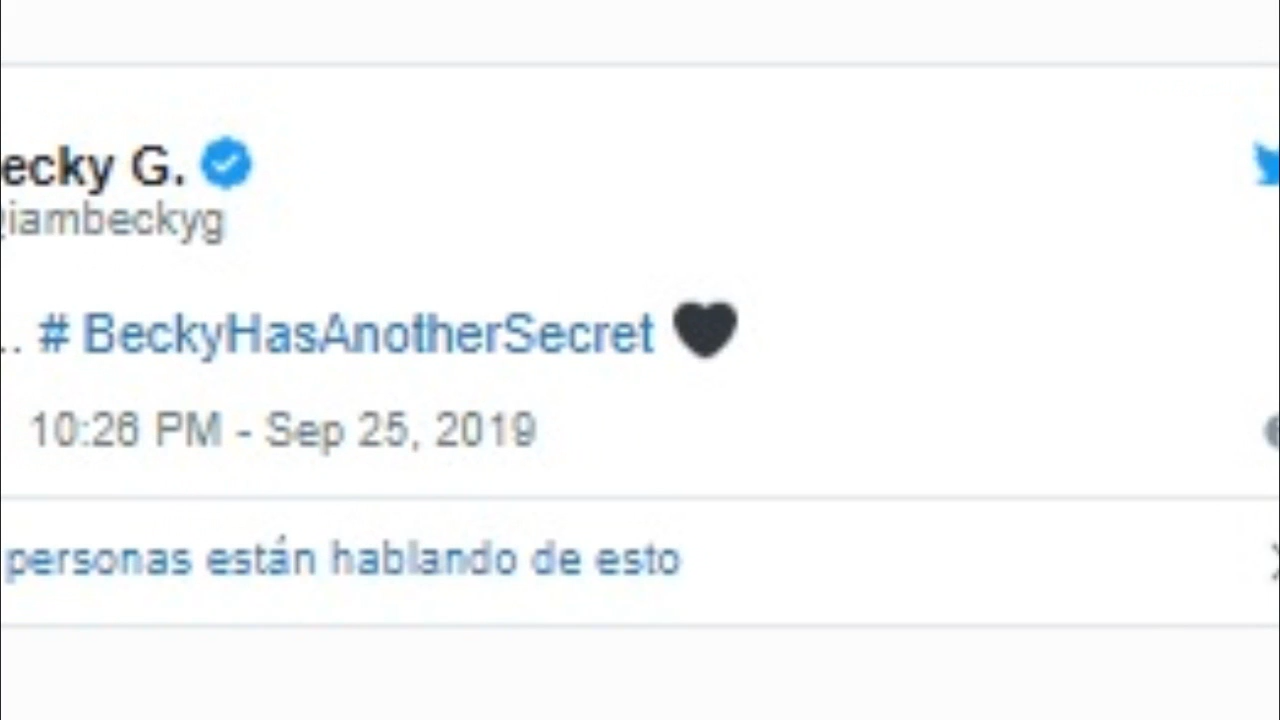 ecky G.
@iambeckyg
.. # BeckyHasAnotherSecret 🖤
10:26 PM - Sep 25, 2019
personas están hablando de esto